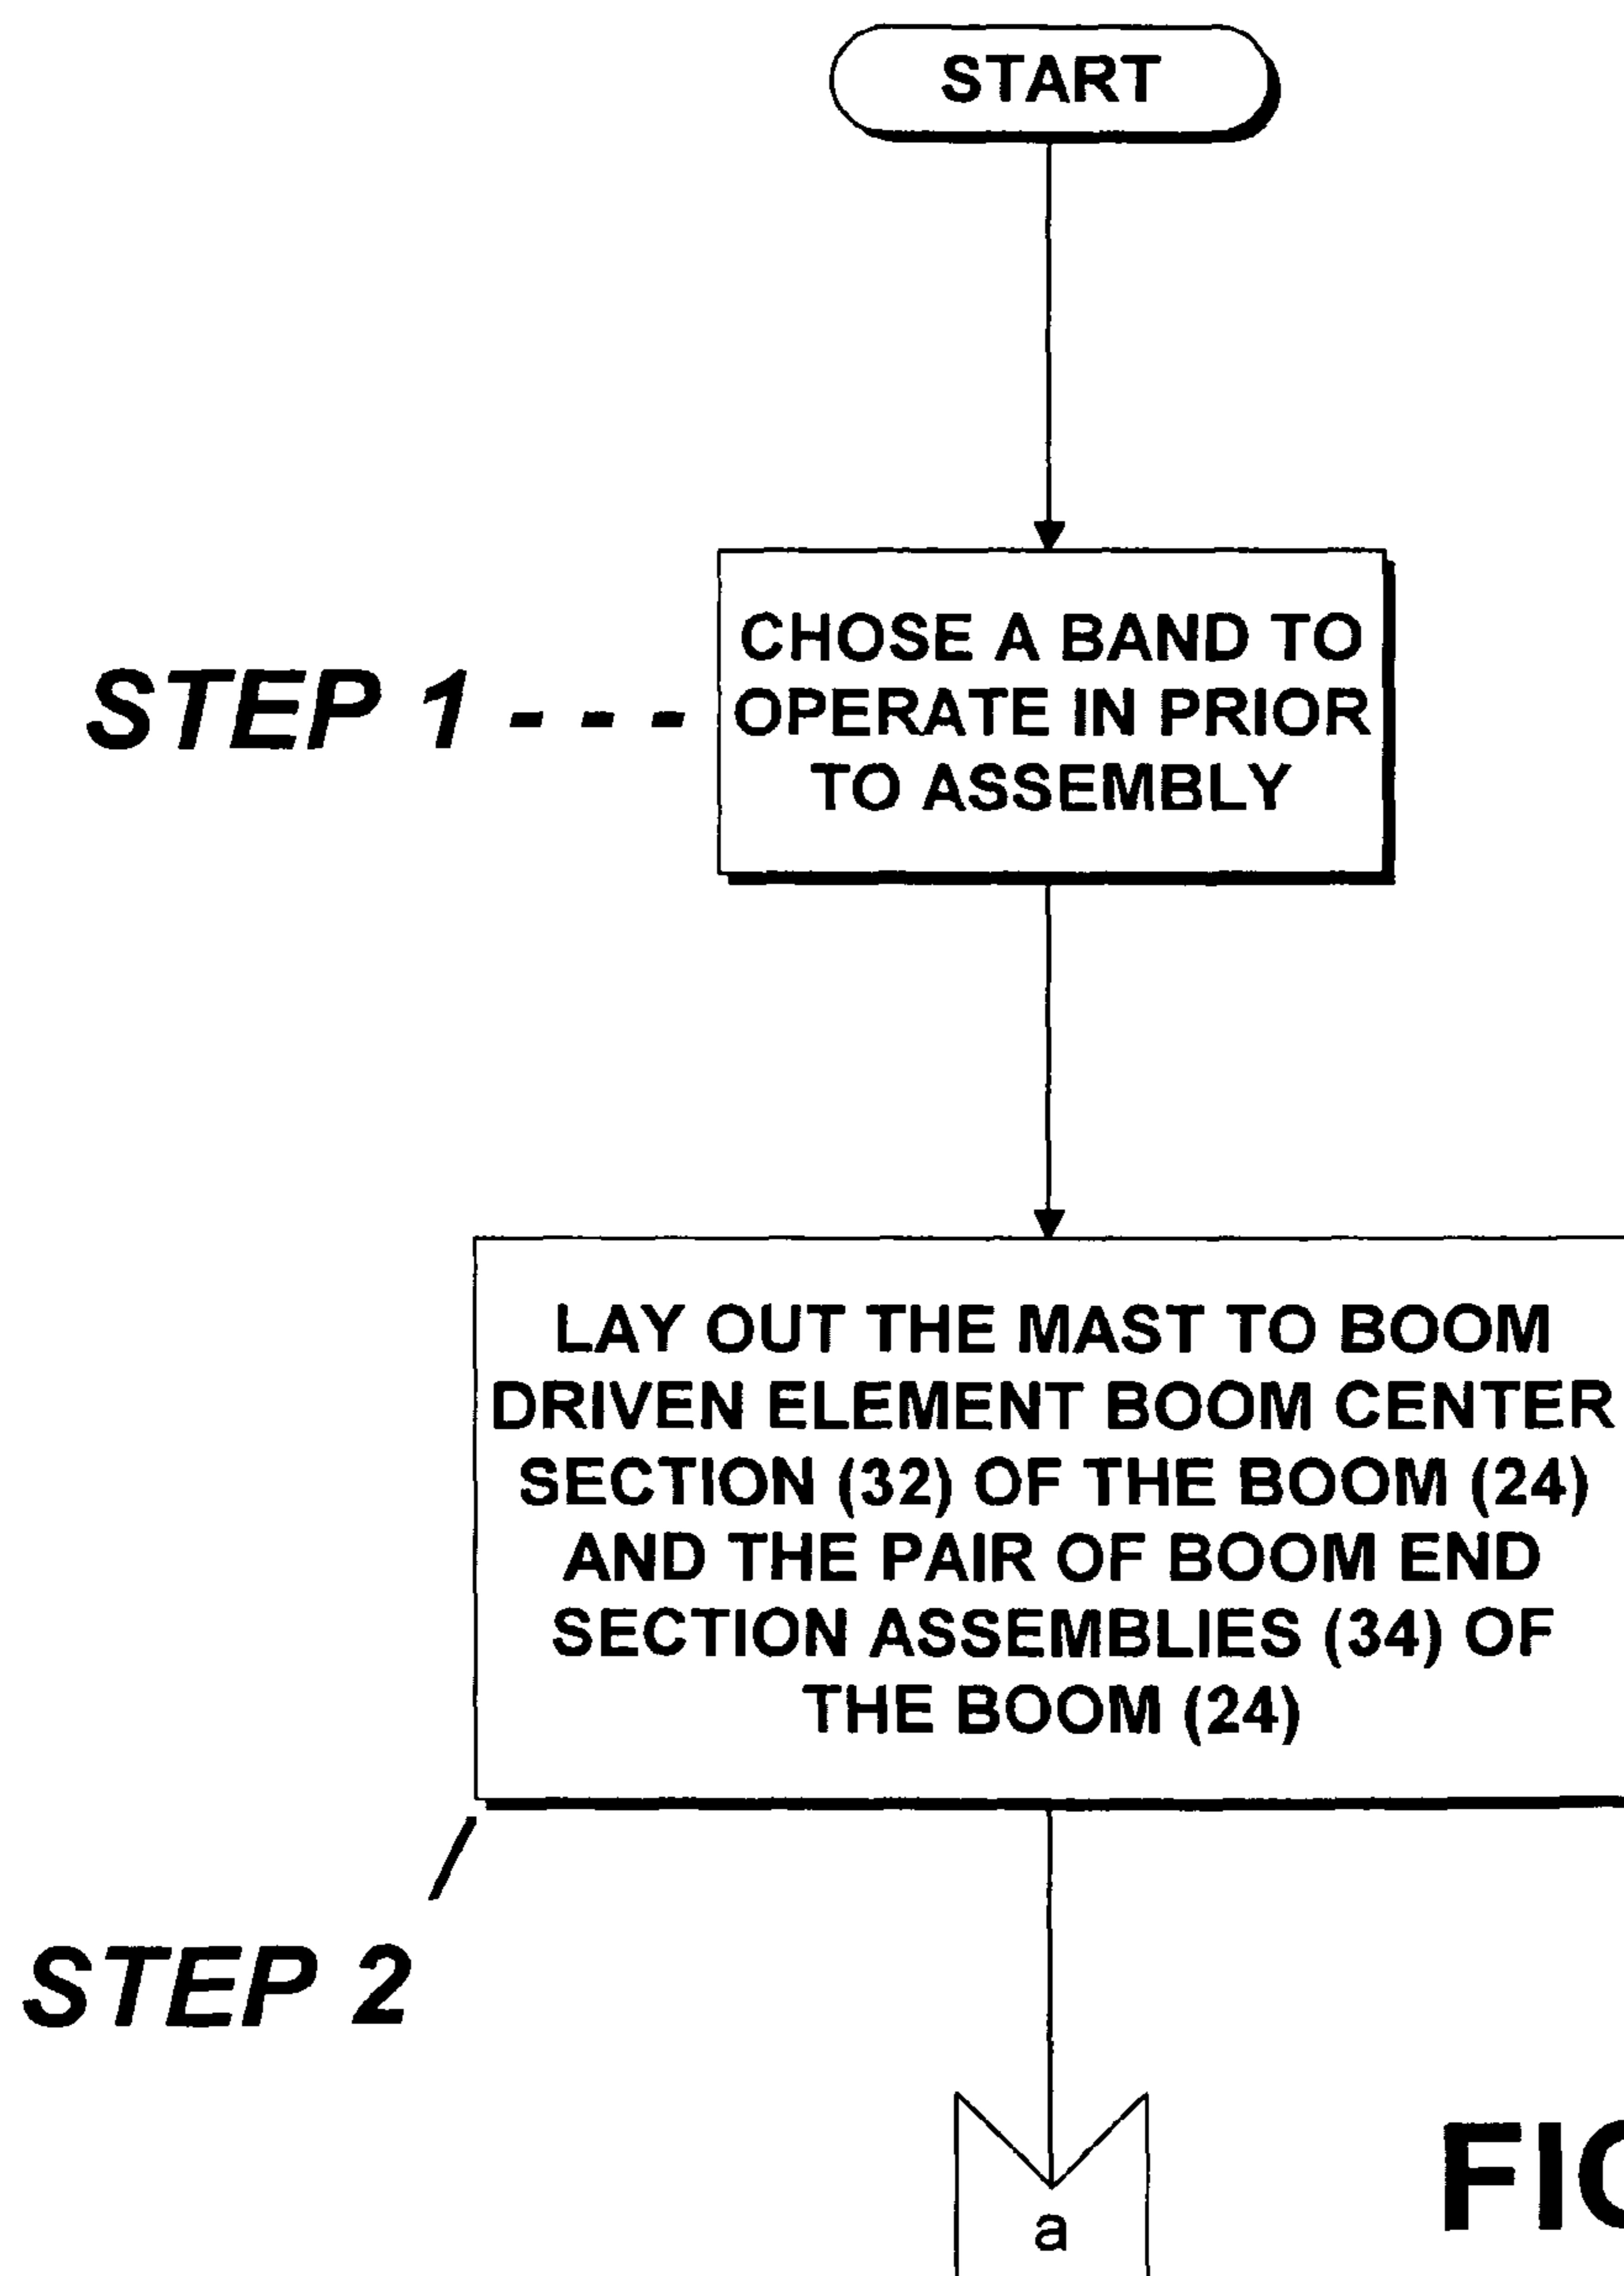 START
CHOSE A BAND TO
OPERATE IN PRIOR
TO ASSEMBLY
STEP 1 - - -
LAY OUT THE MAST TO BOOM
DRIVEN ELEMENT BOOM CENTER
SECTION (32) OF THE BOOM (24)
AND THE PAIR OF BOOM END
SECTION ASSEMBLIES (34) OF
THE BOOM (24)
STEP 2
a